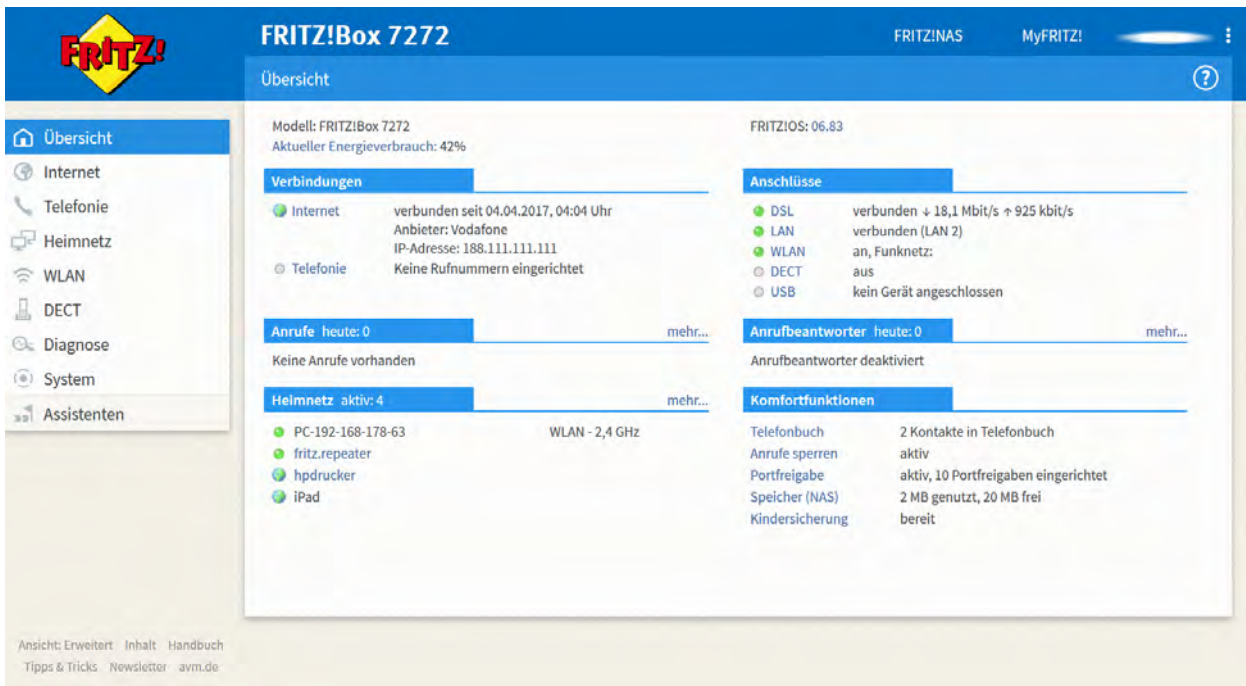 FRITZ!
FRITZ!Box 7272
FRITZ!NAS MyFRITZ!
Übersicht
?
Übersicht
Internet
Telefonie
Heimnetz
WLAN
DECT
Diagnose
System
Assistenten
Modell: FRITZ!Box 7272
Aktueller Energieverbrauch: 42%
FRITZ!OS: 06.83
Verbindungen
Internet verbunden seit 04.04.2017, 04:04 Uhr
Anbieter: Vodafone
IP-Adresse: 188.111.111.111
Telefonie Keine Rufnummern eingerichtet
Anschlüsse
DSL verbunden ↓ 18,1 Mbit/s ↑ 925 kbit/s
LAN verbunden (LAN 2)
WLAN an, Funknetz:
DECT aus
USB kein Gerät angeschlossen
Anrufe heute: 0 mehr...
Keine Anrufe vorhanden
Anrufbeantworter heute: 0 mehr...
Anrufbeantworter deaktiviert
Heimnetz aktiv: 4 mehr...
PC-192-168-178-63 WLAN - 2,4 GHz
fritz.repeater
hpdrucker
iPad
Komfortfunktionen
Telefonbuch 2 Kontakte in Telefonbuch
Anrufe sperren aktiv
Portfreigabe aktiv, 10 Portfreigaben eingerichtet
Speicher (NAS) 2 MB genutzt, 20 MB frei
Kindersicherung bereit
Ansicht: Erweitert Inhalt Handbuch
Tipps & Tricks Newsletter avm.de